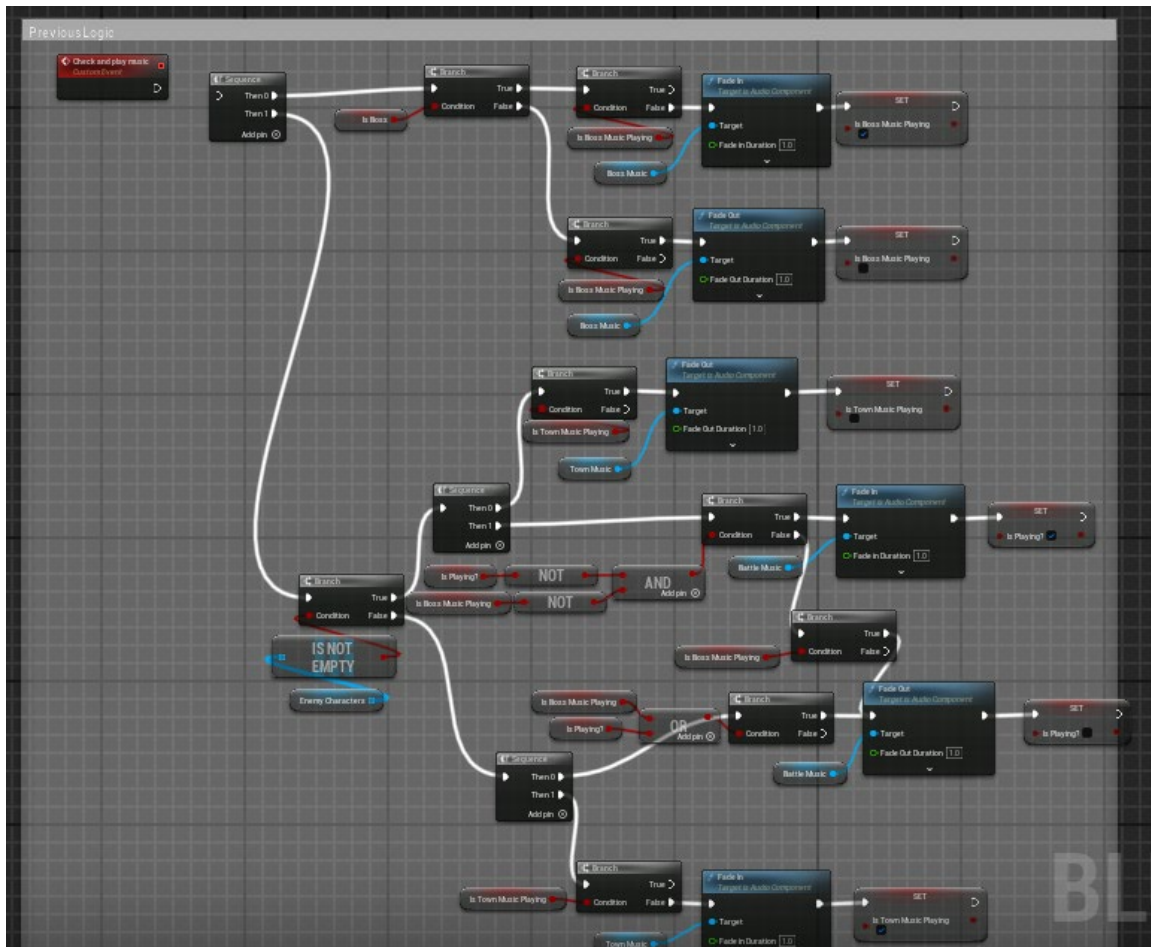 Previous Logic
Check and play music
Custom Event
Sequence
Then 0
Then 1
Add pin
Branch
True
Condition
False
Is Boss
Branch
True
Condition
False
Is Boss Music Playing
Boss Music
Fade In
Target is Audio Component
Target
Fade in Duration 1.0
SET
Is Boss Music Playing
Branch
True
Condition
False
Is Boss Music Playing
Boss Music
Fade Out
Target is Audio Component
Target
Fade Out Duration 1.0
SET
Is Boss Music Playing
Branch
True
Condition
False
Is Town Music Playing
Town Music
Fade Out
Target is Audio Component
Target
Fade Out Duration 1.0
SET
Is Town Music Playing
Sequence
Then 0
Then 1
Add pin
Branch
True
Condition
False
Is Playing?
NOT
Is Boss Music Playing
NOT
AND
Add pin
Battle Music
Fade In
Target is Audio Component
Target
Fade in Duration 1.0
SET
Is Playing?
Branch
True
Condition
False
IS NOT
EMPTY
Enemy Characters
Branch
True
Condition
False
Is Boss Music Playing
Is Boss Music Playing
Is Playing?
OR
Add pin
Branch
True
Condition
False
Battle Music
Fade Out
Target is Audio Component
Target
Fade Out Duration 1.0
SET
Is Playing?
Sequence
Then 0
Then 1
Add pin
Branch
True
Condition
False
Is Town Music Playing
Town Music
Fade In
Target is Audio Component
Target
Fade in Duration 1.0
SET
Is Town Music Playing
BL